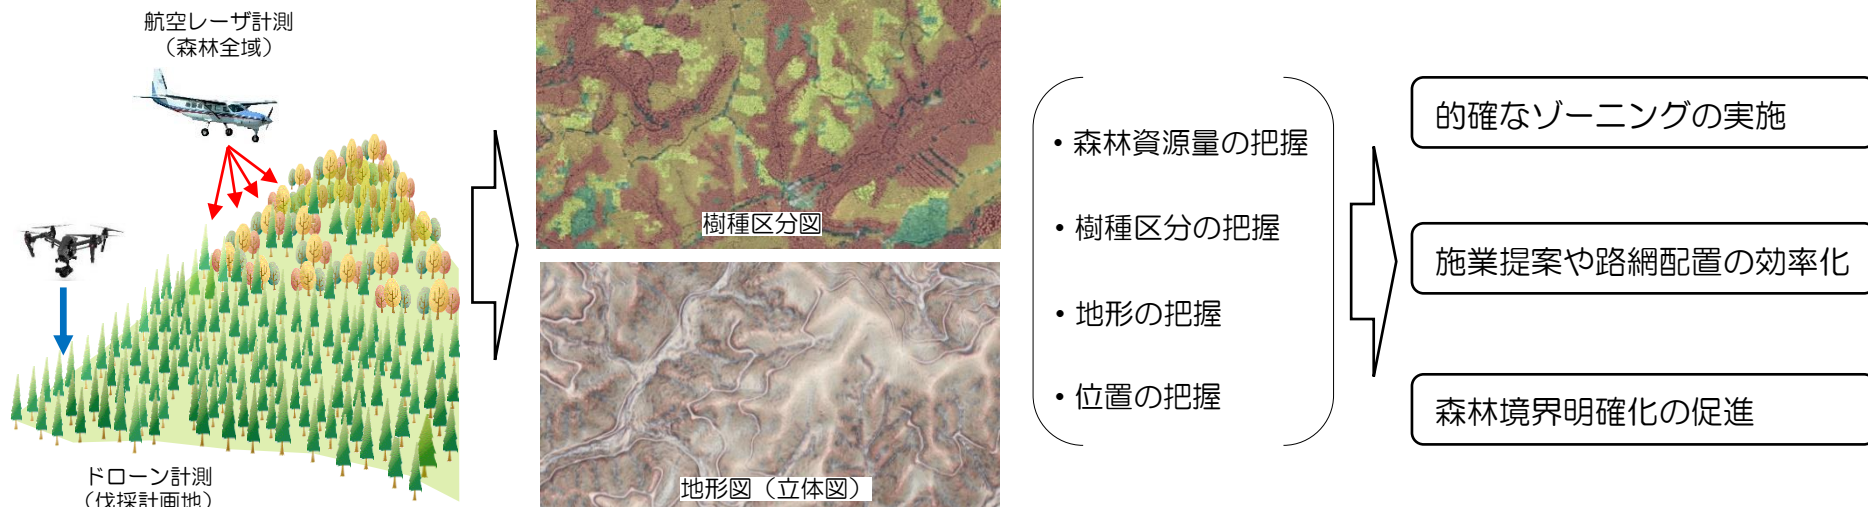 航空レーザ計測
（森林全域）
ドローン計測
（伐採計画地）
樹種区分図
地形図（立体図）
・森林資源量の把握
・樹種区分の把握
・地形の把握
・位置の把握
的確なゾーニングの実施
施業提案や路網配置の効率化
森林境界明確化の促進